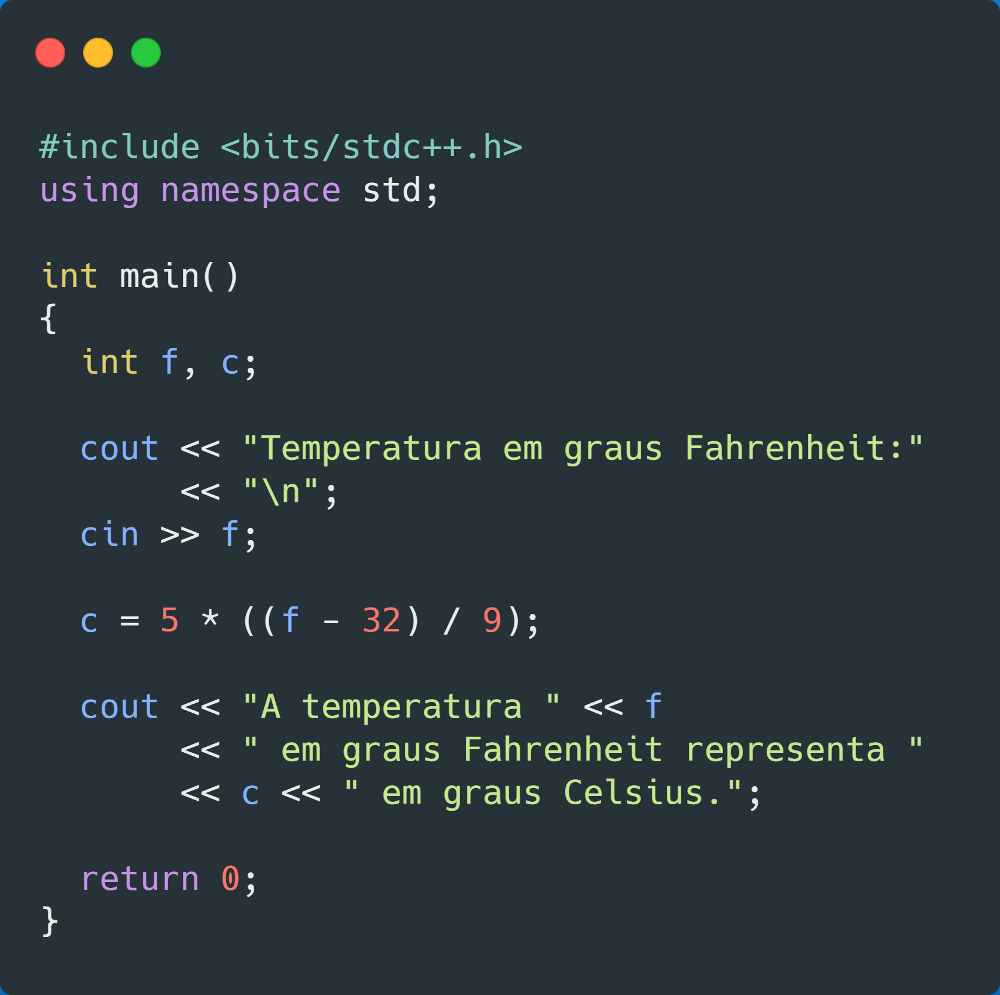 #include <bits/stdc++.h>
using namespace std;

int main()
{
  int f, c;

  cout << "Temperatura em graus Fahrenheit:"
       << "\n";
  cin >> f;

  c = 5 * ((f - 32) / 9);

  cout << "A temperatura " << f
       << " em graus Fahrenheit representa "
       << c << " em graus Celsius.";

  return 0;
}